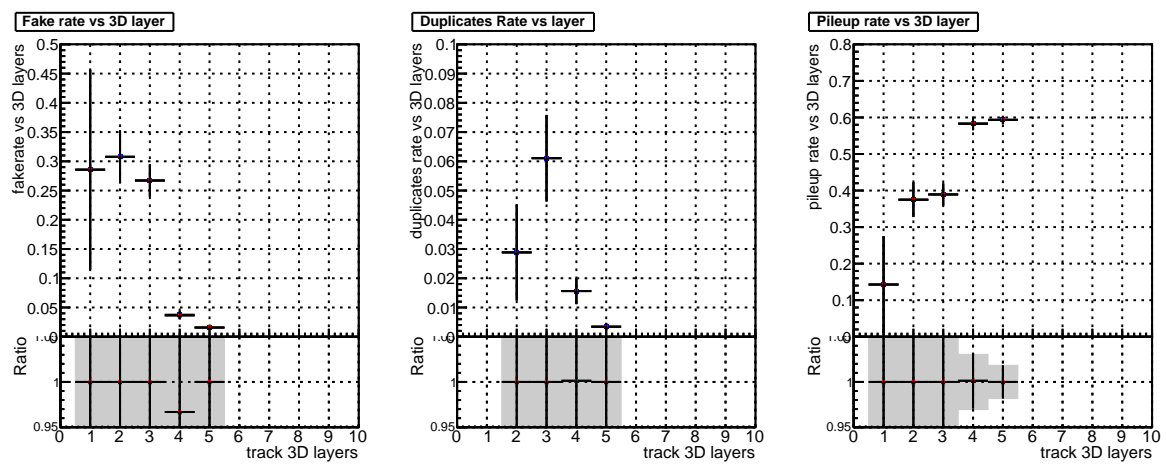 Fake rate vs 3D layer
fakerate vs 3D layers
0.5
0.45
0.4
0.35
0.3
0.25
0.2
0.15
0.1
0.05
0
Ratio
1
0.95
0 1 2 3 4 5 6 7 8 9 10
track 3D layers
Duplicates Rate vs layer
duplicates rate vs 3D layers
0.1
0.09
0.08
0.07
0.06
0.05
0.04
0.03
0.02
0.01
0
Ratio
1
0.95
0 1 2 3 4 5 6 7 8 9 10
track 3D layers
Pileup rate vs 3D layer
pileup rate vs 3D layers
0.8
0.7
0.6
0.5
0.4
0.3
0.2
0.1
0
Ratio
1
0.95
0 1 2 3 4 5 6 7 8 9 10
track 3D layers